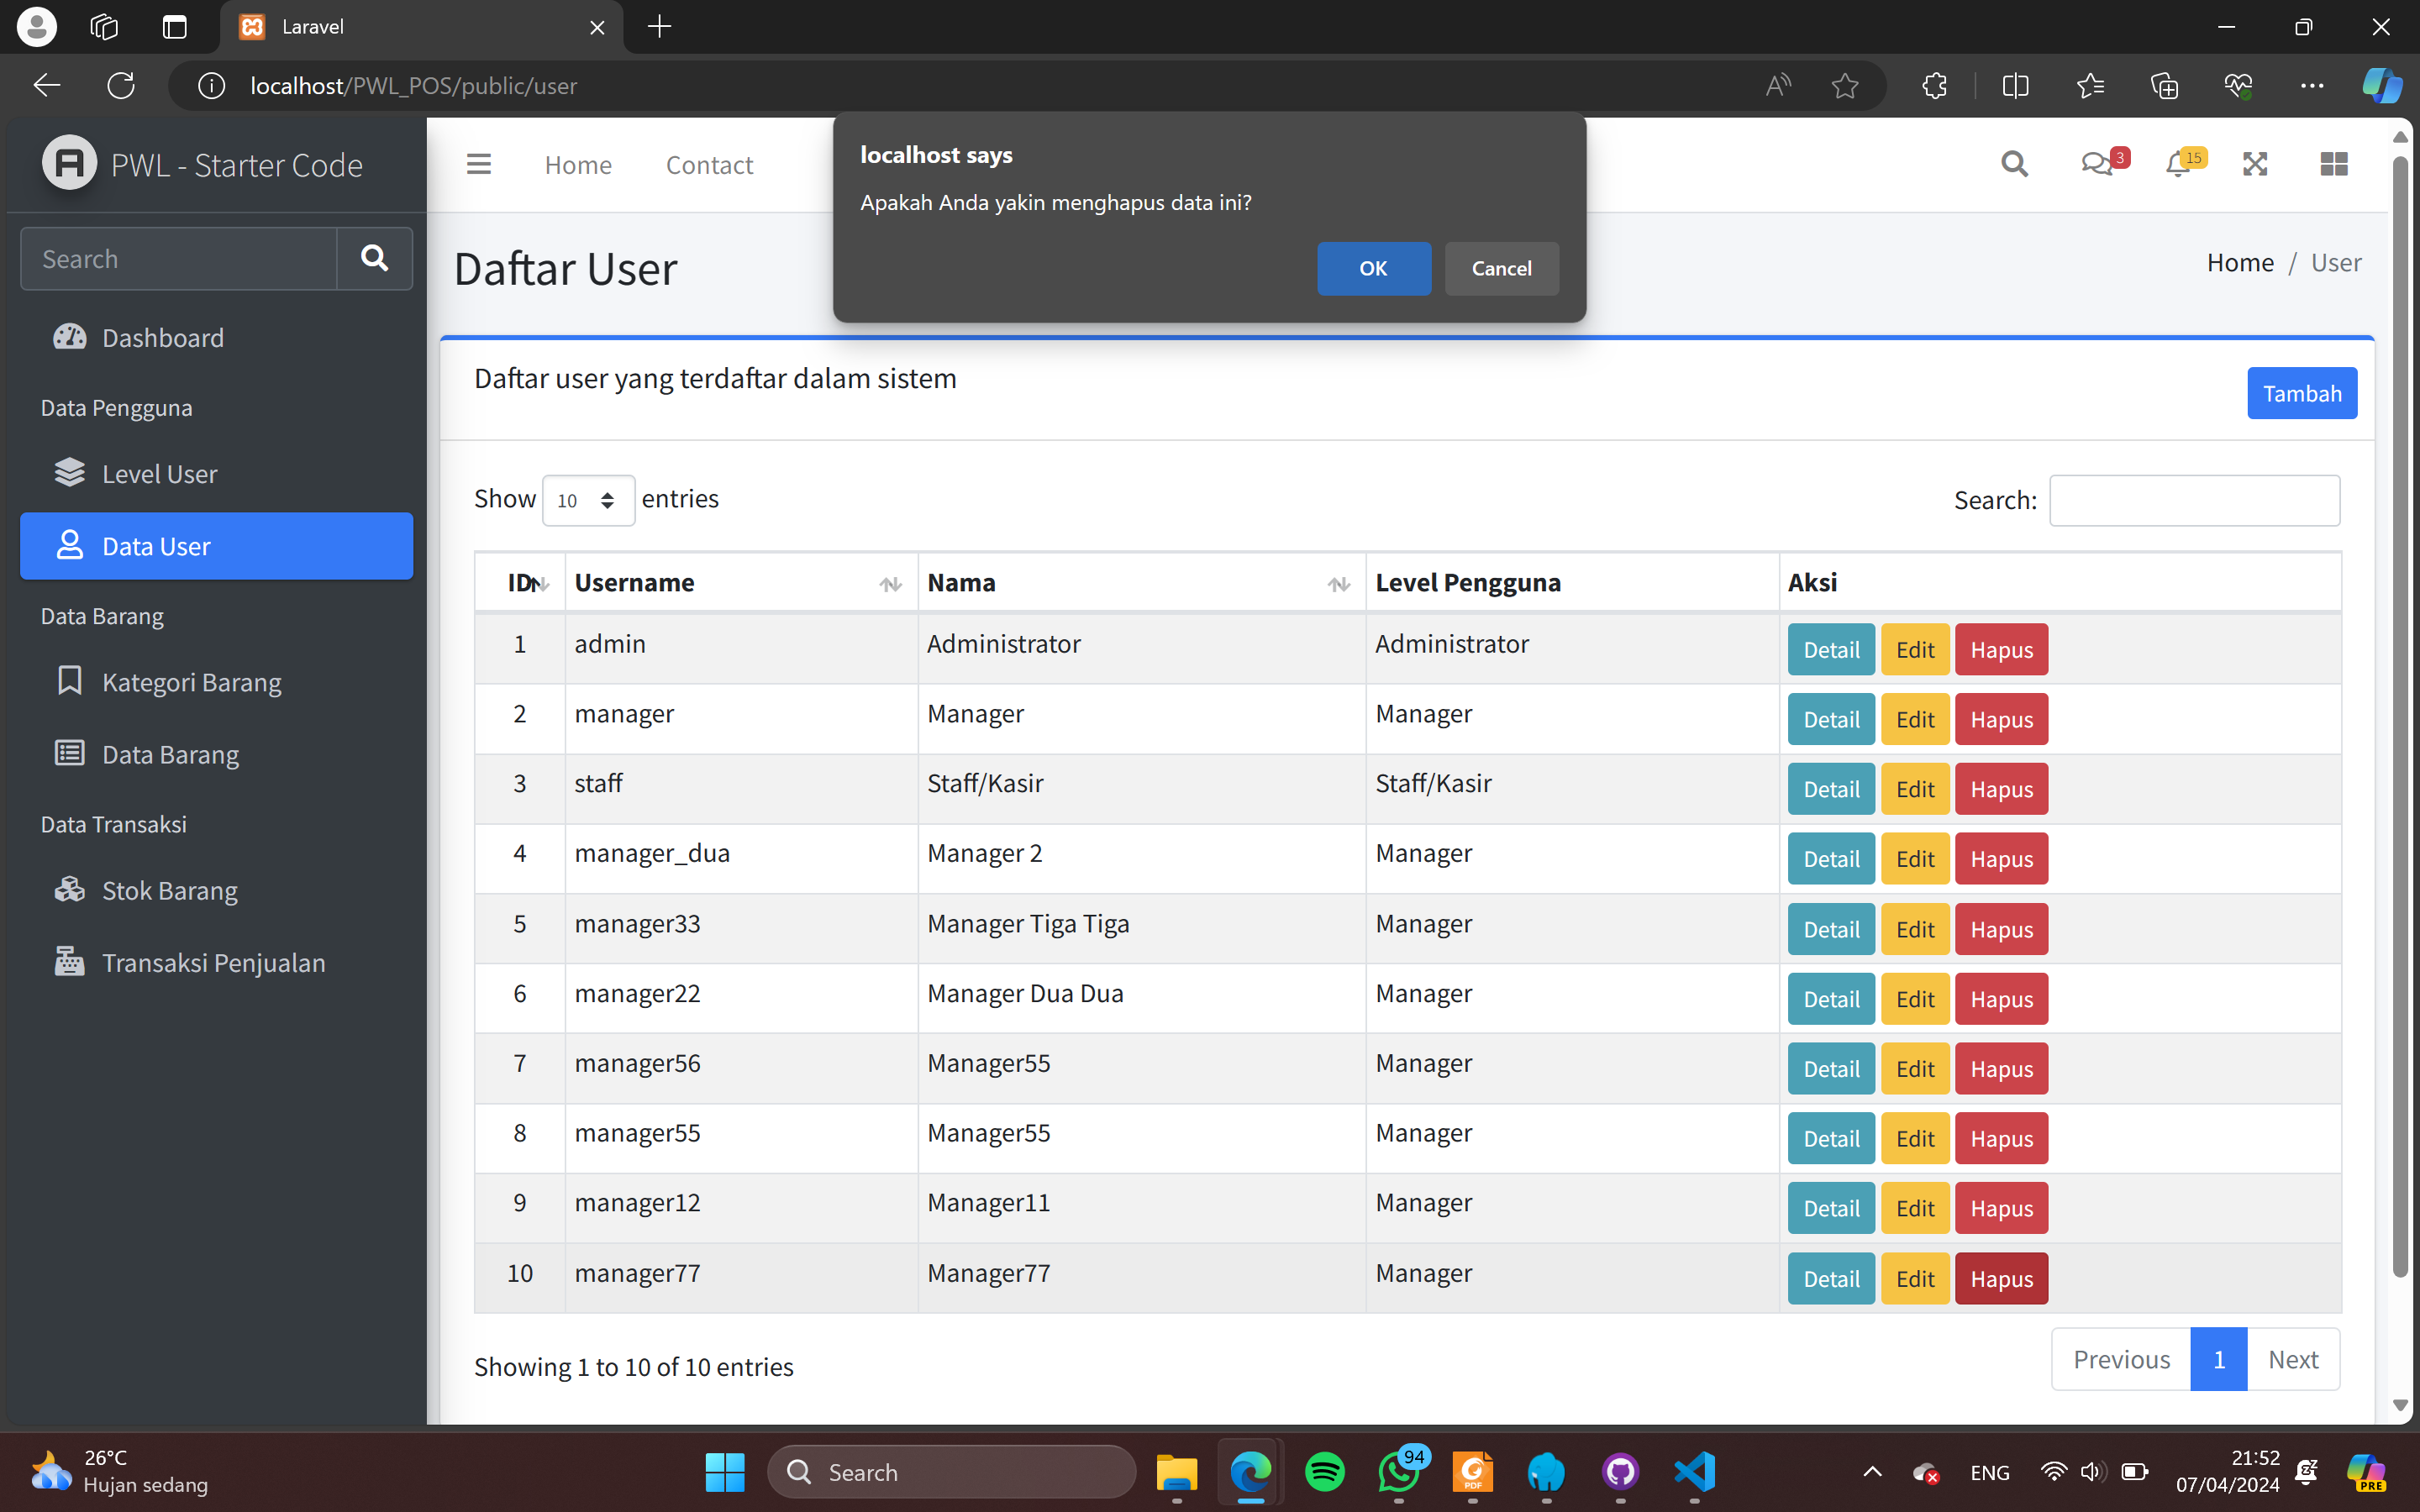 Laravel
localhost/PWL_POS/public/user
PWL - Starter Code
Home Contact
3
15
localhost says
Apakah Anda yakin menghapus data ini?
OK Cancel
Search
Daftar User
Home / User
Dashboard
Data Pengguna
Level User
Data User
Data Barang
Kategori Barang
Data Barang
Data Transaksi
Stok Barang
Transaksi Penjualan
Daftar user yang terdaftar dalam sistem
Tambah
Show 10 entries
Search:
ID Username Nama Level Pengguna Aksi
1 admin Administrator Administrator Detail Edit Hapus
2 manager Manager Manager Detail Edit Hapus
3 staff Staff/Kasir Staff/Kasir Detail Edit Hapus
4 manager_dua Manager 2 Manager Detail Edit Hapus
5 manager33 Manager Tiga Tiga Manager Detail Edit Hapus
6 manager22 Manager Dua Dua Manager Detail Edit Hapus
7 manager56 Manager55 Manager Detail Edit Hapus
8 manager55 Manager55 Manager Detail Edit Hapus
9 manager12 Manager11 Manager Detail Edit Hapus
10 manager77 Manager77 Manager Detail Edit Hapus
Showing 1 to 10 of 10 entries
Previous 1 Next
26°C
Hujan sedang
Search
94
PDF
ENG
21:52
07/04/2024
PRE